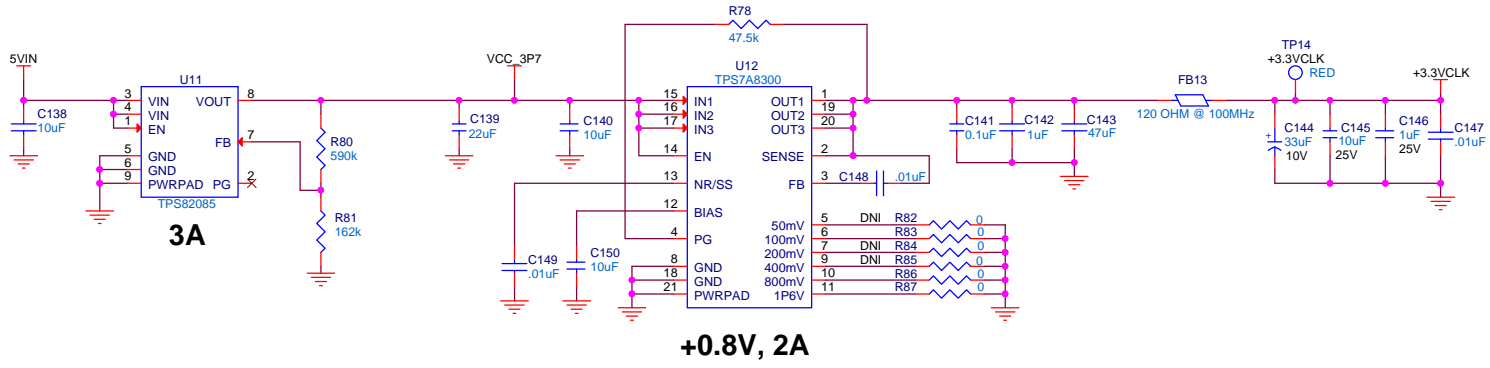 R78
47.5k
5VIN
VCC_3P7
TP14
+3.3VCLK
RED
+3.3VCLK
U11
U12
TPS7A8300
FB13
120 OHM @ 100MHz
C138
10uF
3 VIN VOUT 8
4 VIN
1 EN
FB 7
5 GND
6 GND
9 PWRPAD PG 2
TPS82085
3A
R80
590k
R81
162k
C139
22uF
C140
10uF
15 IN1 OUT1 1
16 IN2 OUT2 19
17 IN3 OUT3 20
14 EN SENSE 2
13 NR/SS FB 3
12 BIAS
4 PG
8 GND
18 GND
21 PWRPAD
C148 .01uF
50mV 5 DNI R82 0
100mV 6 R83 0
200mV 7 DNI R84 0
400mV 9 DNI R85 0
800mV 10 R86 0
1P6V 11 R87 0
C149
.01uF
C150
10uF
C141
0.1uF
C142
1uF
C143
47uF
+
C144
33uF
10V
C145
10uF
25V
C146
1uF
25V
C147
.01uF
+0.8V, 2A